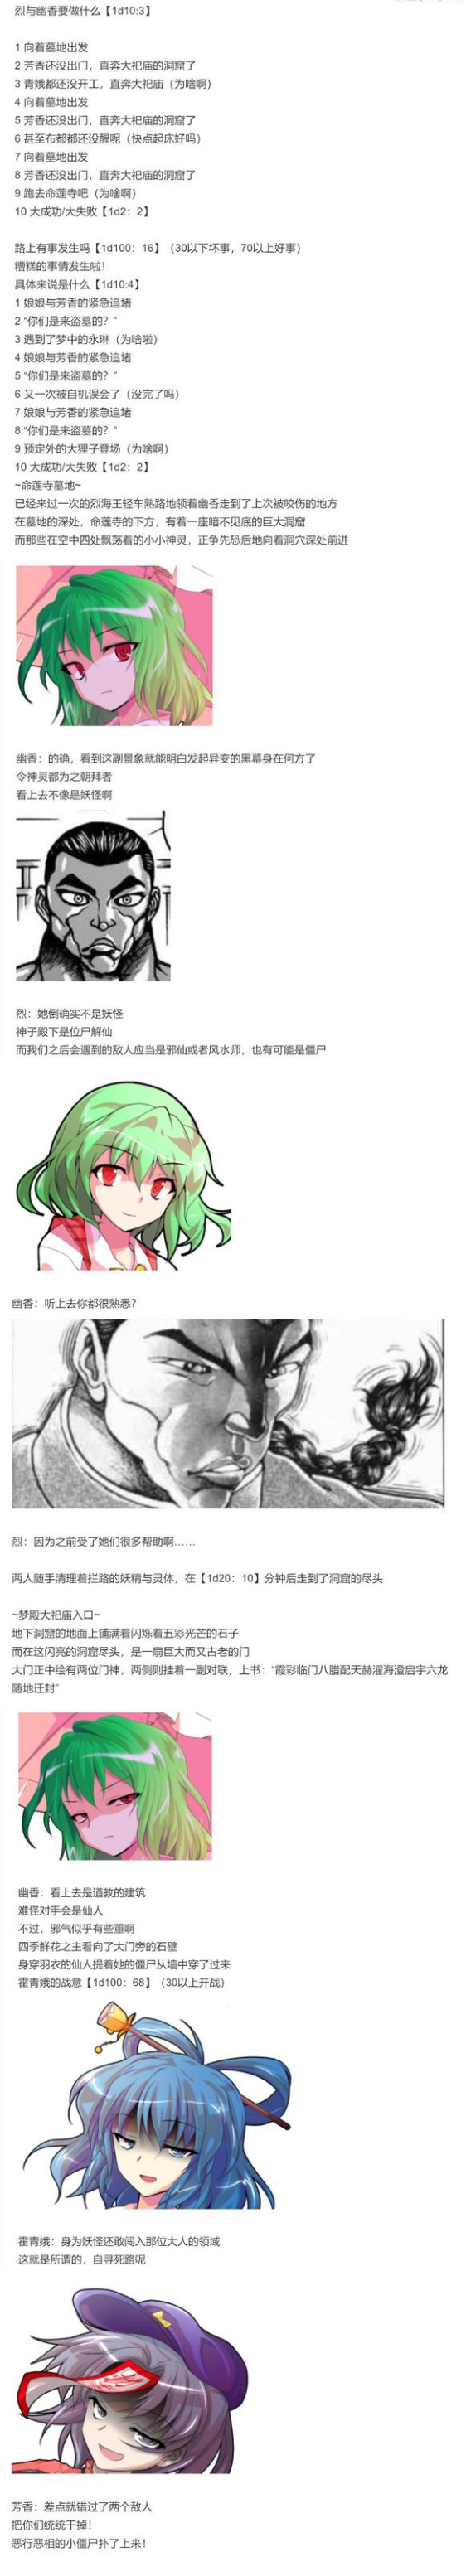 烈与幽香要做什么【1d10:3】
1 向着墓地出发
2 芳香还没出门，直奔大祀庙的洞窟了
3 青娥都还没开工，直奔大祀庙（为啥啊）
4 向着墓地出发
5 芳香还没出门，直奔大祀庙的洞窟了
6 甚至布都都还没醒呢（快点起床好吗）
7 向着墓地出发
8 芳香还没出门，直奔大祀庙的洞窟了
9 跑去命莲寺吧（为啥啊）
10 大成功/大失败【1d2：2】
路上有事发生吗【1d100：16】（30以下坏事，70以上好事）
糟糕的事情发生啦！
具体来说是什么【1d10:4】
1 娘娘与芳香的紧急追堵
2 “你们是来盗墓的？”
3 遇到了梦中的永琳（为啥啦）
4 娘娘与芳香的紧急追堵
5 “你们是来盗墓的？”
6 又一次被自机误会了（没完了吗）
7 娘娘与芳香的紧急追堵
8 “你们是来盗墓的？”
9 预定外的大狸子登场（为啥啊）
10 大成功/大失败【1d2：2】
~命莲寺墓地~
已经来过一次的烈海王轻车熟路地领着幽香走到了上次被咬伤的地方
在墓地的深处，命莲寺的下方，有着一座暗不见底的巨大洞窟
而那些在空中四处飘荡着的小小神灵，正争先恐后地向着洞穴深处前进
幽香：的确，看到这副景象就能明白发起异变的黑幕身在何方了
令神灵都为之朝拜者
看上去不像是妖怪啊
烈：她倒确实不是妖怪
神子殿下是位尸解仙
而我们之后会遇到的敌人应当是邪仙或者风水师，也有可能是僵尸
幽香：听上去你都很熟悉？
烈：因为之前受了她们很多帮助啊……
两人随手清理着拦路的妖精与灵体，在【1d20：10】分钟后走到了洞窟的尽头
~梦殿大祀庙入口~
地下洞窟的地面上铺满着闪烁着五彩光芒的石子
而在这闪亮的洞窟尽头，是一扇巨大而又古老的门
大门正中绘有两位门神，两侧则挂着一副对联，上书：“霞彩临门八腊配天赫濯海澄启宇六龙
随地迁封”
幽香：看上去是道教的建筑
难怪对手会是仙人
不过，邪气似乎有些重啊
四季鲜花之主看向了大门旁的石壁
身穿羽衣的仙人提着她的僵尸从墙中穿了过来
霍青娥的战意【1d100：68】（30以上开战）
霍青娥：身为妖怪还敢闯入那位大人的领域
这就是所谓的，自寻死路呢
芳香：差点就错过了两个敌人
把你们统统干掉！
恶行恶相的小僵尸扑了上来！